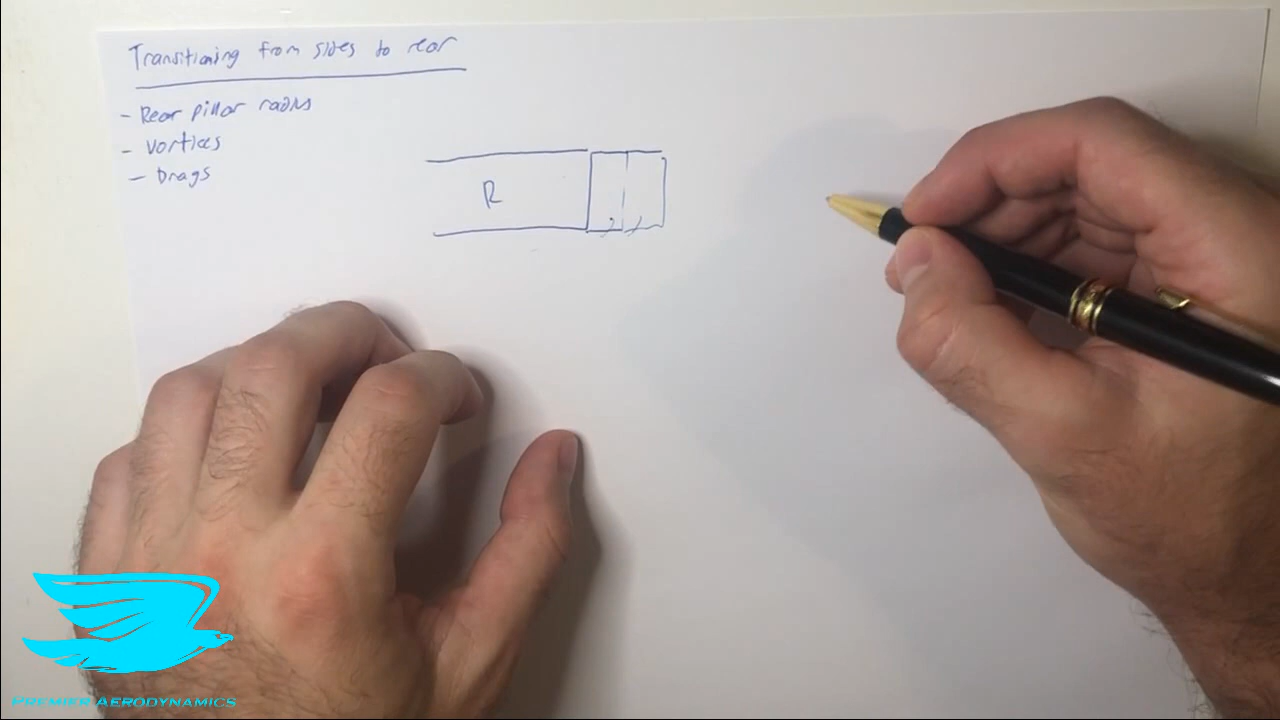 Transitioning from sides to rear
- Rear pillar radius
- Vortices
- Drags
R
PREMIER AERODYNAMICS